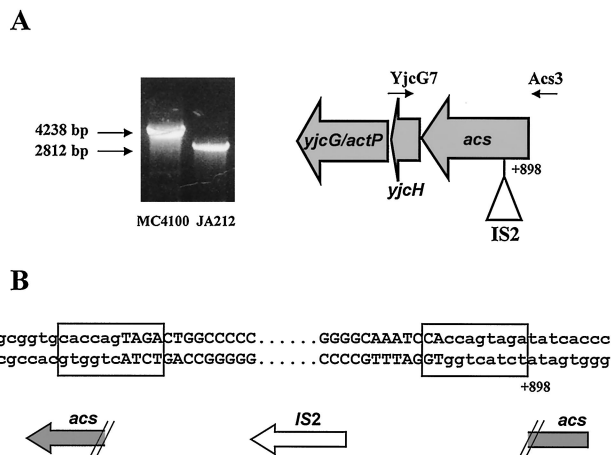 A
YjcG7
Acs3
4238 bp
2812 bp
yjcG/actP
acs
yjcH
+898
MC4100 JA212
IS2
B
gcggtgcaccagTAGACTGGCCCCC......GGGGCAAATCCAccagtagatatcaccc
cgccacgtggtcATCTGACCGGGGG......CCCCGTTTAGGTggtcatctatagtggg
+898
acs
IS2
acs